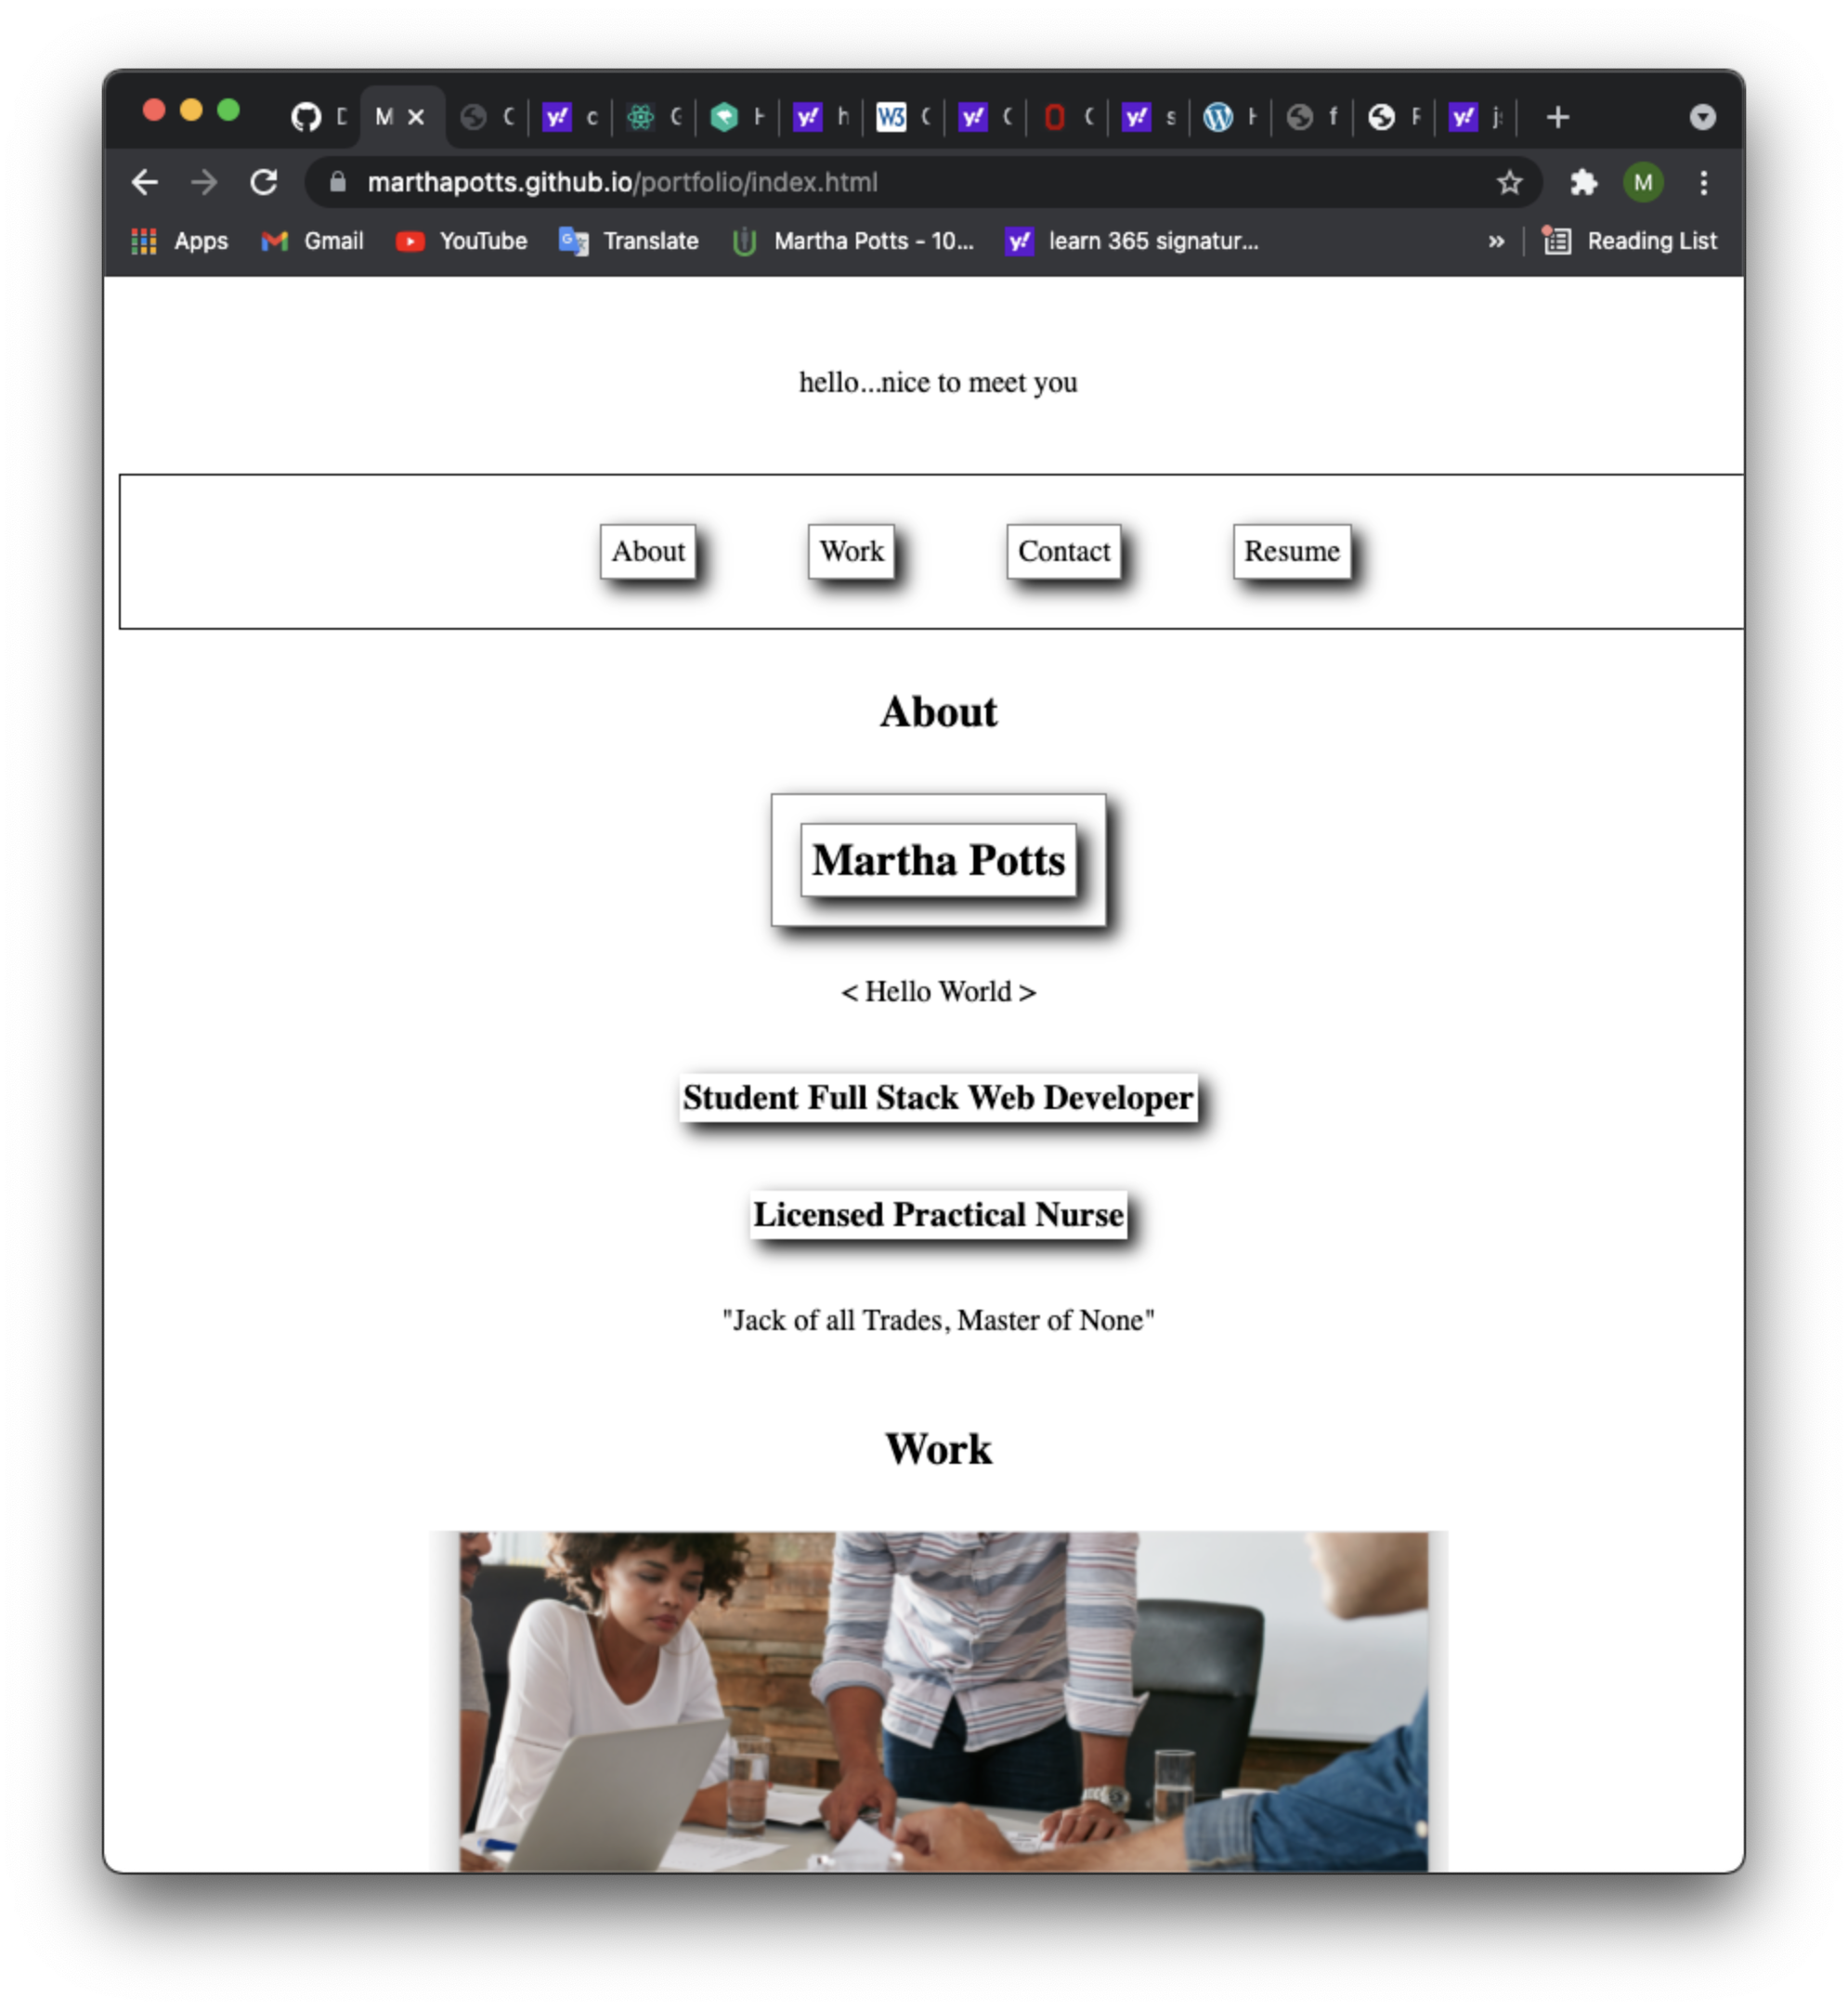 M
marthapotts.github.io/portfolio/index.html
M
Apps Gmail YouTube Translate Martha Potts - 10... learn 365 signatur... » Reading List
hello...nice to meet you
About Work Contact Resume
About
Martha Potts
< Hello World >
Student Full Stack Web Developer
Licensed Practical Nurse
"Jack of all Trades, Master of None"
Work